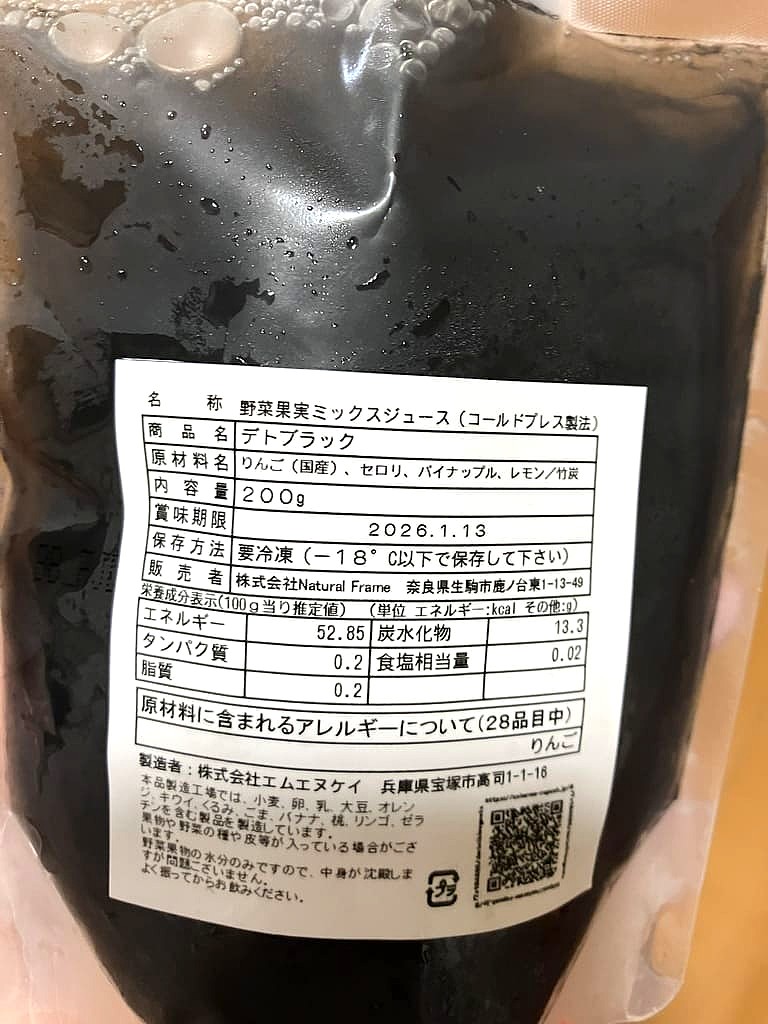 名称 野菜果実ミックスジュース（コールドプレス製法）
商品名 デトブラック
原材料名 りんご（国産）、セロリ、パイナップル、レモン／竹炭
内容量 200g
賞味期限 2026.1.13
保存方法 要冷凍（－18°C以下で保存して下さい）
販売者 株式会社Natural Frame 奈良県生駒市鹿ノ台東1-13-49
栄養成分表示(100g当り推定値) (単位 エネルギー:kcal その他:g)
エネルギー 52.85 炭水化物 13.3
タンパク質 0.2 食塩相当量 0.02
脂質 0.2
原材料に含まれるアレルギーについて(28品目中)
りんご
製造者：株式会社エムエヌケイ 兵庫県宝塚市高司1-1-16
本品製造工場では、小麦、卵、乳、大豆、オレン
ジ、キウイ、くるみ、ごま、バナナ、桃、リンゴ、ゼラ
チンを含む製品を製造しています。
果物や野菜の種や皮等が入っている場合がござ
います。
野菜果物の水分のみですので、中身が沈殿しま
すが問題ございません。
よく振ってからお飲みください。
プラ